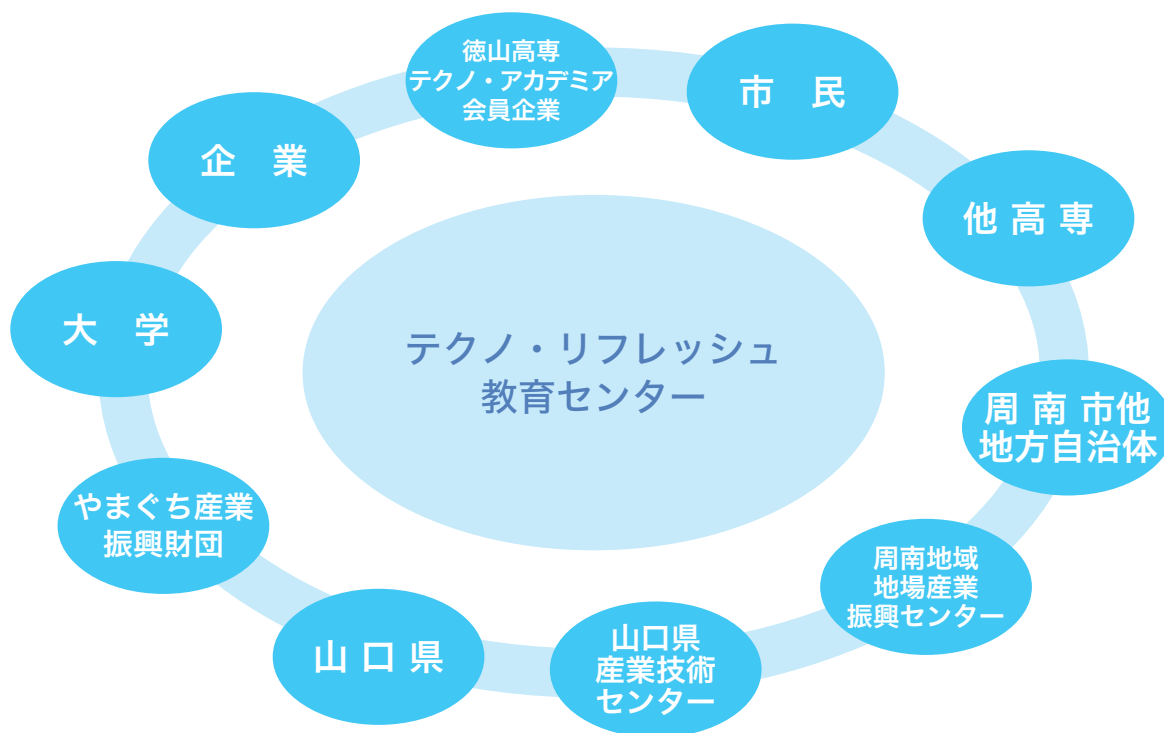 徳山高専
テクノ・アカデミア
会員企業
市　民
企　業
他 高 専
大　学
テクノ・リフレッシュ
教育センター
周 南 市他
地方自治体
やまぐち産業
振興財団
周南地域
地場産業
振興センター
山 口 県
山口県
産業技術
センター